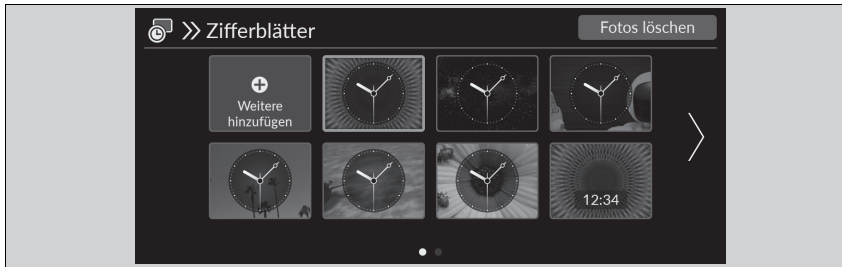 Zifferblätter
Fotos löschen
Weitere
hinzufügen
12:34